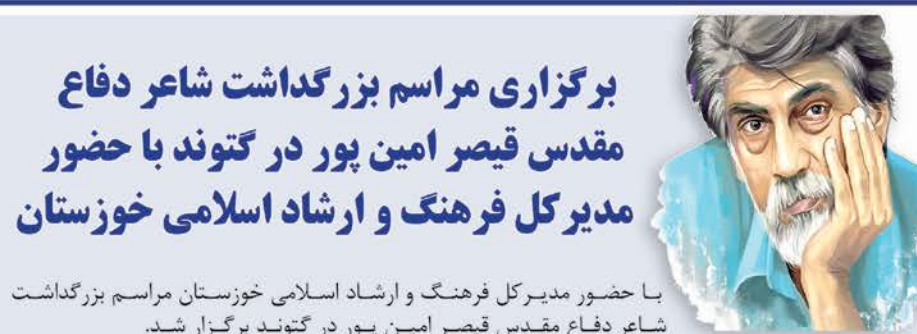 برگزاری مراسم بزرگداشت شاعر دفاع
مقدس قیصر امین پور در گتوند با حضور
مدیرکل فرهنگ و ارشاد اسلامی خوزستان
با حضور مدیرکل فرهنگ و ارشاد اسلامی خوزستان مراسم بزرگداشت
شاعر دفاع مقدس قیصر امین پور در گتوند برگزار شد.